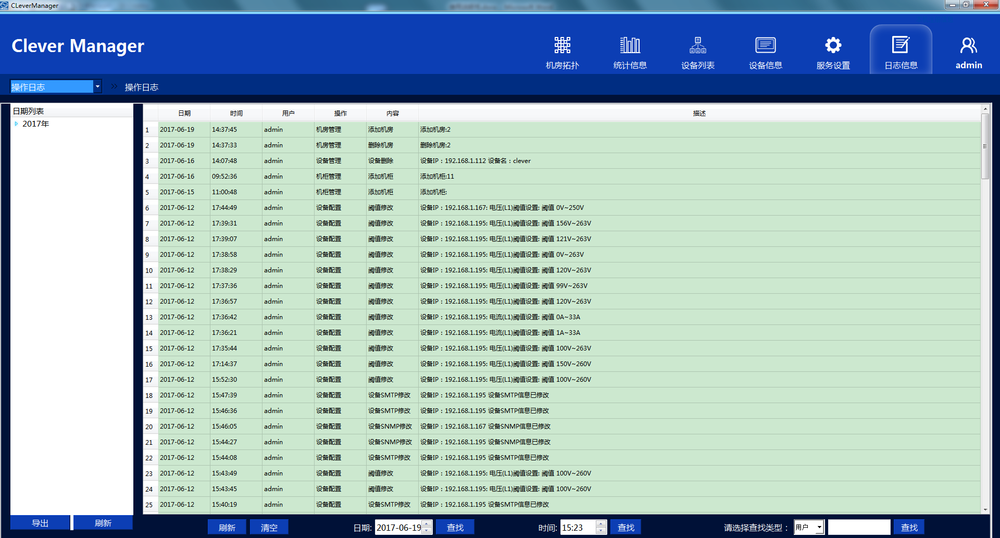 CLeverManager
Clever Manager
机房拓扑 统计信息 设备列表 设备信息 服务设置 日志信息 admin
操作日志 » 操作日志
日期列表
2017年
日期 时间 用户 操作 内容 描述
1 2017-06-19 14:37:45 admin 机房管理 添加机房 添加机房:2
2 2017-06-19 14:37:33 admin 机房管理 删除机房 删除机房:2
3 2017-06-16 14:07:48 admin 设备管理 设备删除 设备IP：192.168.1.112 设备名：clever
4 2017-06-16 09:52:36 admin 机柜管理 添加机柜 添加机柜:11
5 2017-06-15 11:00:48 admin 机柜管理 添加机柜 添加机柜:
6 2017-06-12 17:44:49 admin 设备配置 阈值修改 设备IP：192.168.1.167: 电压(L1)阈值设置: 阈值 0V~250V
7 2017-06-12 17:39:31 admin 设备配置 阈值修改 设备IP：192.168.1.195: 电压(L1)阈值设置: 阈值 156V~263V
8 2017-06-12 17:39:07 admin 设备配置 阈值修改 设备IP：192.168.1.195: 电压(L1)阈值设置: 阈值 121V~263V
9 2017-06-12 17:38:58 admin 设备配置 阈值修改 设备IP：192.168.1.195: 电压(L1)阈值设置: 阈值 0V~263V
10 2017-06-12 17:38:29 admin 设备配置 阈值修改 设备IP：192.168.1.195: 电压(L1)阈值设置: 阈值 120V~263V
11 2017-06-12 17:37:36 admin 设备配置 阈值修改 设备IP：192.168.1.195: 电压(L1)阈值设置: 阈值 99V~263V
12 2017-06-12 17:36:57 admin 设备配置 阈值修改 设备IP：192.168.1.195: 电压(L1)阈值设置: 阈值 120V~263V
13 2017-06-12 17:36:42 admin 设备配置 阈值修改 设备IP：192.168.1.195: 电流(L1)阈值设置: 阈值 0A~33A
14 2017-06-12 17:36:21 admin 设备配置 阈值修改 设备IP：192.168.1.195: 电流(L1)阈值设置: 阈值 1A~33A
15 2017-06-12 17:35:44 admin 设备配置 阈值修改 设备IP：192.168.1.195: 电压(L1)阈值设置: 阈值 100V~263V
16 2017-06-12 17:14:37 admin 设备配置 阈值修改 设备IP：192.168.1.195: 电压(L1)阈值设置: 阈值 150V~260V
17 2017-06-12 15:52:30 admin 设备配置 阈值修改 设备IP：192.168.1.195: 电压(L1)阈值设置: 阈值 100V~260V
18 2017-06-12 15:47:39 admin 设备配置 设备SMTP修改 设备IP：192.168.1.195 设备SMTP信息已修改
19 2017-06-12 15:46:36 admin 设备配置 设备SMTP修改 设备IP：192.168.1.195 设备SMTP信息已修改
20 2017-06-12 15:46:05 admin 设备配置 设备SNMP修改 设备IP：192.168.1.167 设备SNMP信息已修改
21 2017-06-12 15:44:27 admin 设备配置 设备SNMP修改 设备IP：192.168.1.195 设备SNMP信息已修改
22 2017-06-12 15:44:08 admin 设备配置 设备SMTP修改 设备IP：192.168.1.195 设备SMTP信息已修改
23 2017-06-12 15:43:49 admin 设备配置 阈值修改 设备IP：192.168.1.195: 电压(L1)阈值设置: 阈值 100V~260V
24 2017-06-12 15:43:45 admin 设备配置 阈值修改 设备IP：192.168.1.195: 电压(L1)阈值设置: 阈值 100V~260V
25 2017-06-12 15:40:19 admin 设备配置 设备SMTP修改 设备IP：192.168.1.195 设备SMTP信息已修改
导出 刷新 刷新 清空 日期: 2017-06-19 查找 时间: 15:23 查找 请选择查找类型： 用户 查找